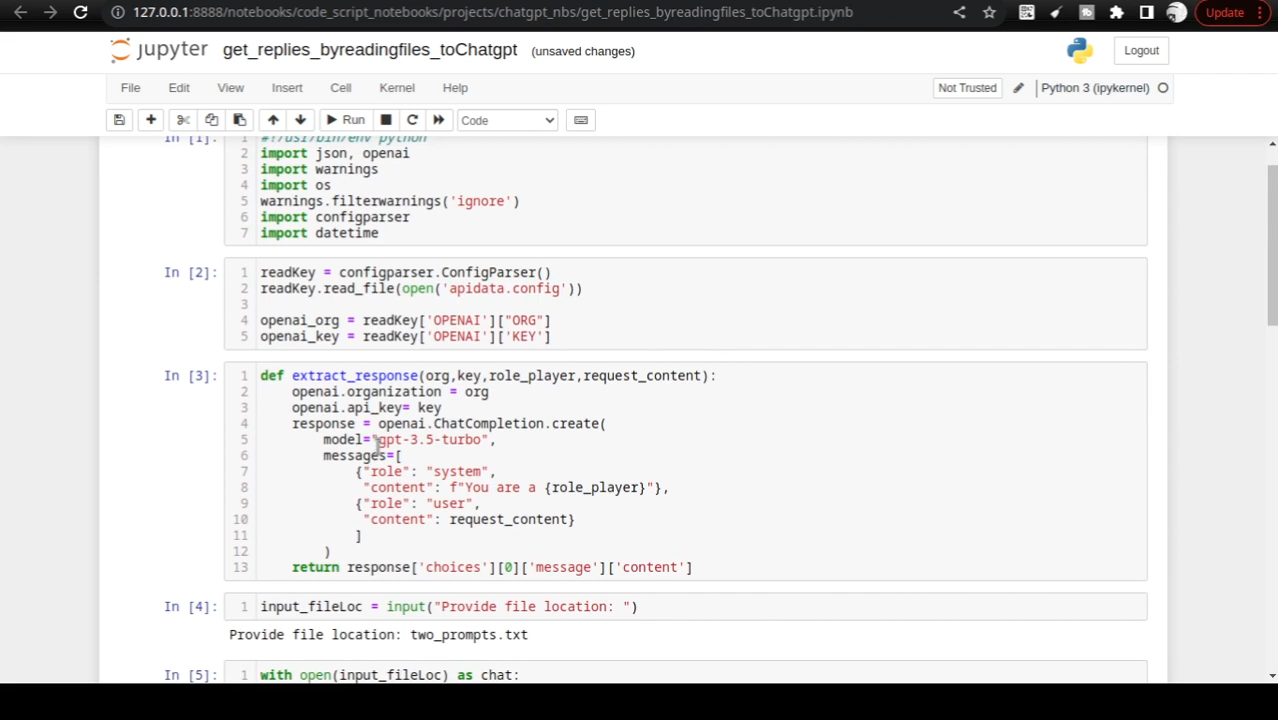 127.0.0.1:8888/notebooks/code_script_notebooks/projects/chatgpt_nbs/get_replies_byreadingfiles_toChatgpt.ipynb
Update
jupyter get_replies_byreadingfiles_toChatgpt (unsaved changes)
Logout
File Edit View Insert Cell Kernel Help
Not Trusted
Python 3 (ipykernel)
Run
Code
In [1]:
1 #!/usr/bin/env python
2 import json, openai
3 import warnings
4 import os
5 warnings.filterwarnings('ignore')
6 import configparser
7 import datetime
In [2]:
1 readKey = configparser.ConfigParser()
2 readKey.read_file(open('apidata.config'))
3
4 openai_org = readKey['OPENAI']["ORG"]
5 openai_key = readKey['OPENAI']['KEY']
In [3]:
1 def extract_response(org,key,role_player,request_content):
2 openai.organization = org
3 openai.api_key= key
4 response = openai.ChatCompletion.create(
5 model="gpt-3.5-turbo",
6 messages=[
7 {"role": "system",
8 "content": f"You are a {role_player}"},
9 {"role": "user",
10 "content": request_content}
11 ]
12 )
13 return response['choices'][0]['message']['content']
In [4]:
1 input_fileLoc = input("Provide file location: ")
Provide file location: two_prompts.txt
In [5]:
1 with open(input_fileLoc) as chat: